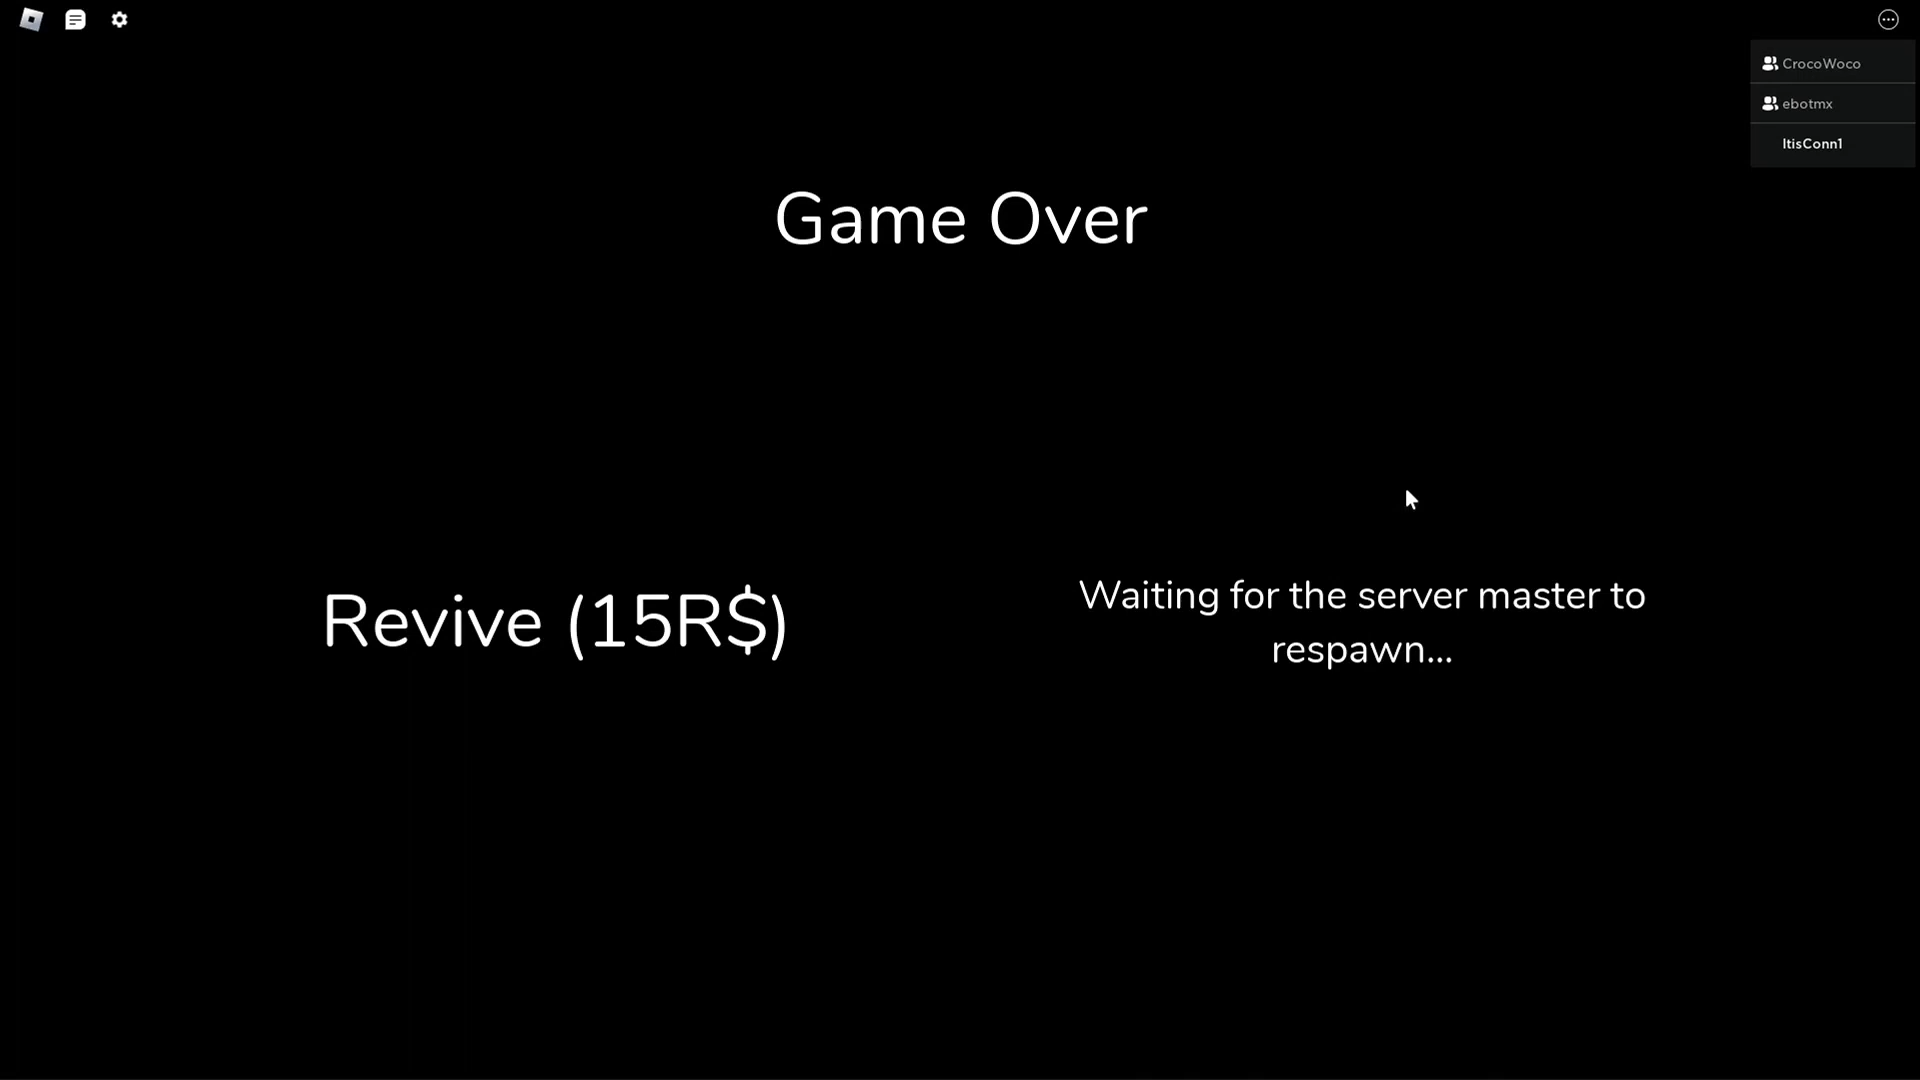 CrocoWoco
ebotmx
ItisConn1
Game Over
Revive (15R$)
Waiting for the server master to
respawn...